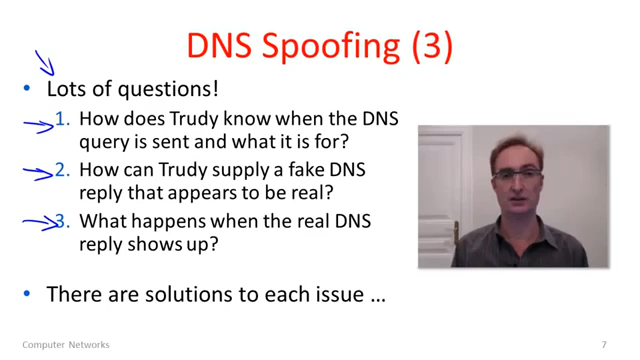 DNS Spoofing (3)
• Lots of questions!
1. How does Trudy know when the DNS
query is sent and what it is for?
2. How can Trudy supply a fake DNS
reply that appears to be real?
3. What happens when the real DNS
reply shows up?
• There are solutions to each issue …
Computer Networks
7